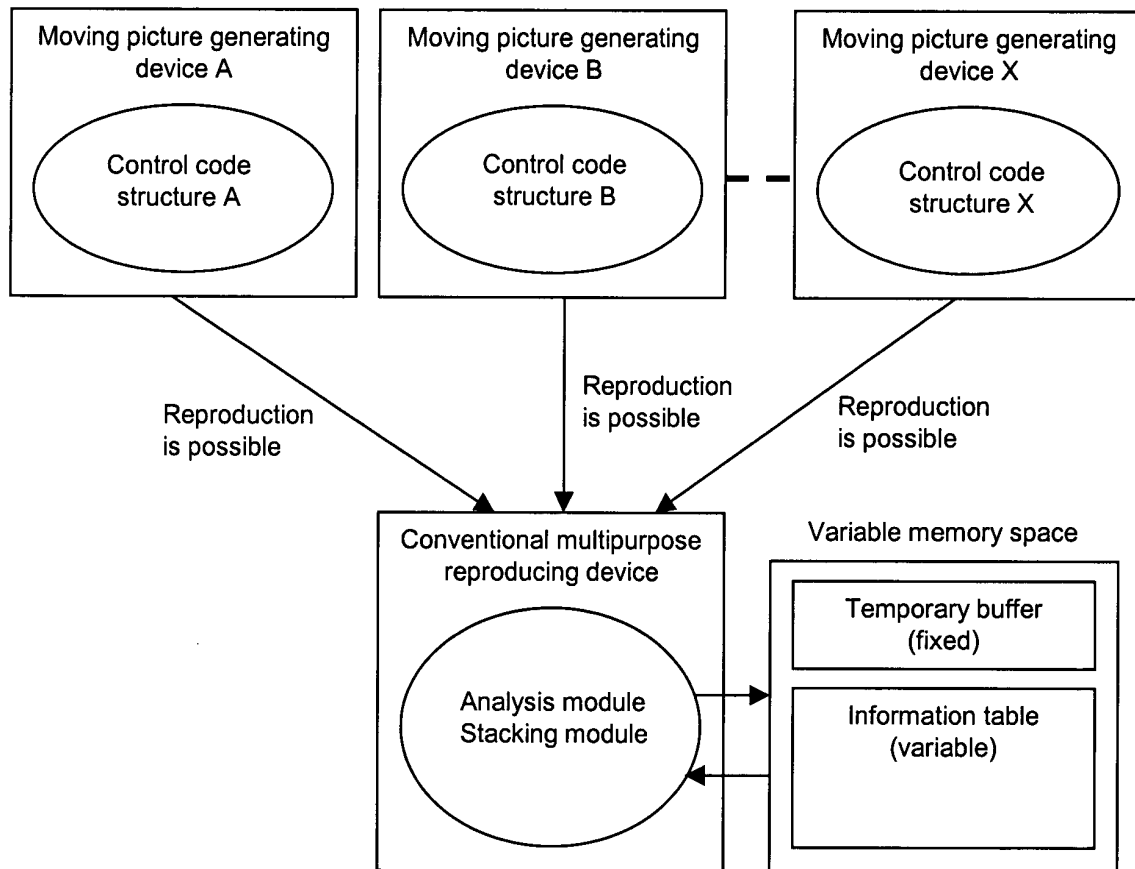 Moving picture generating
device A
Control code
structure A
Moving picture generating
device B
Control code
structure B
Moving picture generating
device X
Control code
structure X
Reproduction
is possible
Reproduction
is possible
Reproduction
is possible
Conventional multipurpose
reproducing device
Analysis module
Stacking module
Variable memory space
Temporary buffer
(fixed)
Information table
(variable)